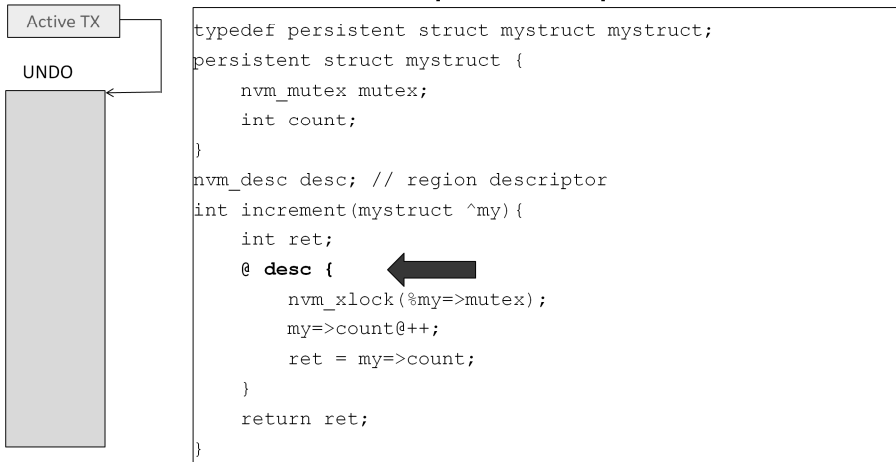 Active TX
UNDO
typedef persistent struct mystruct mystruct;
persistent struct mystruct {
nvm_mutex mutex;
int count;
}
nvm_desc desc; // region descriptor
int increment(mystruct ^my){
int ret;
@ desc {
nvm_xlock(%my=>mutex);
my=>count@++;
ret = my=>count;
}
return ret;
}